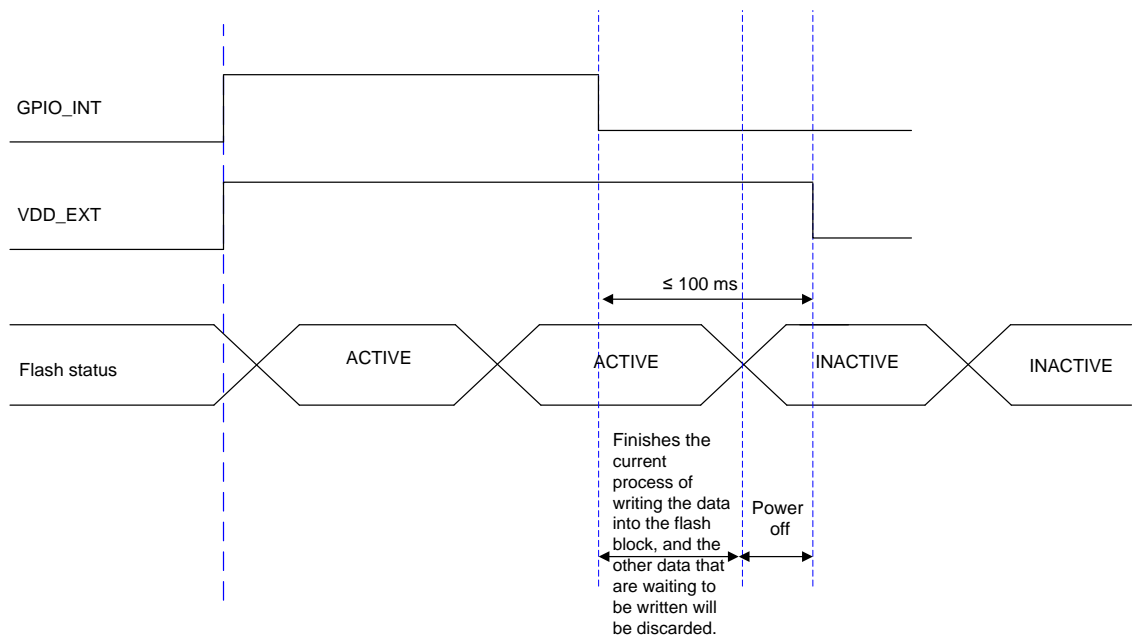 GPIO_INT
VDD_EXT
≤ 100 ms
Flash status
ACTIVE
ACTIVE
INACTIVE
INACTIVE
Finishes the
current
process of
writing the data
into the flash
block, and the
other data that
are waiting to
be written will
be discarded.
Power
off